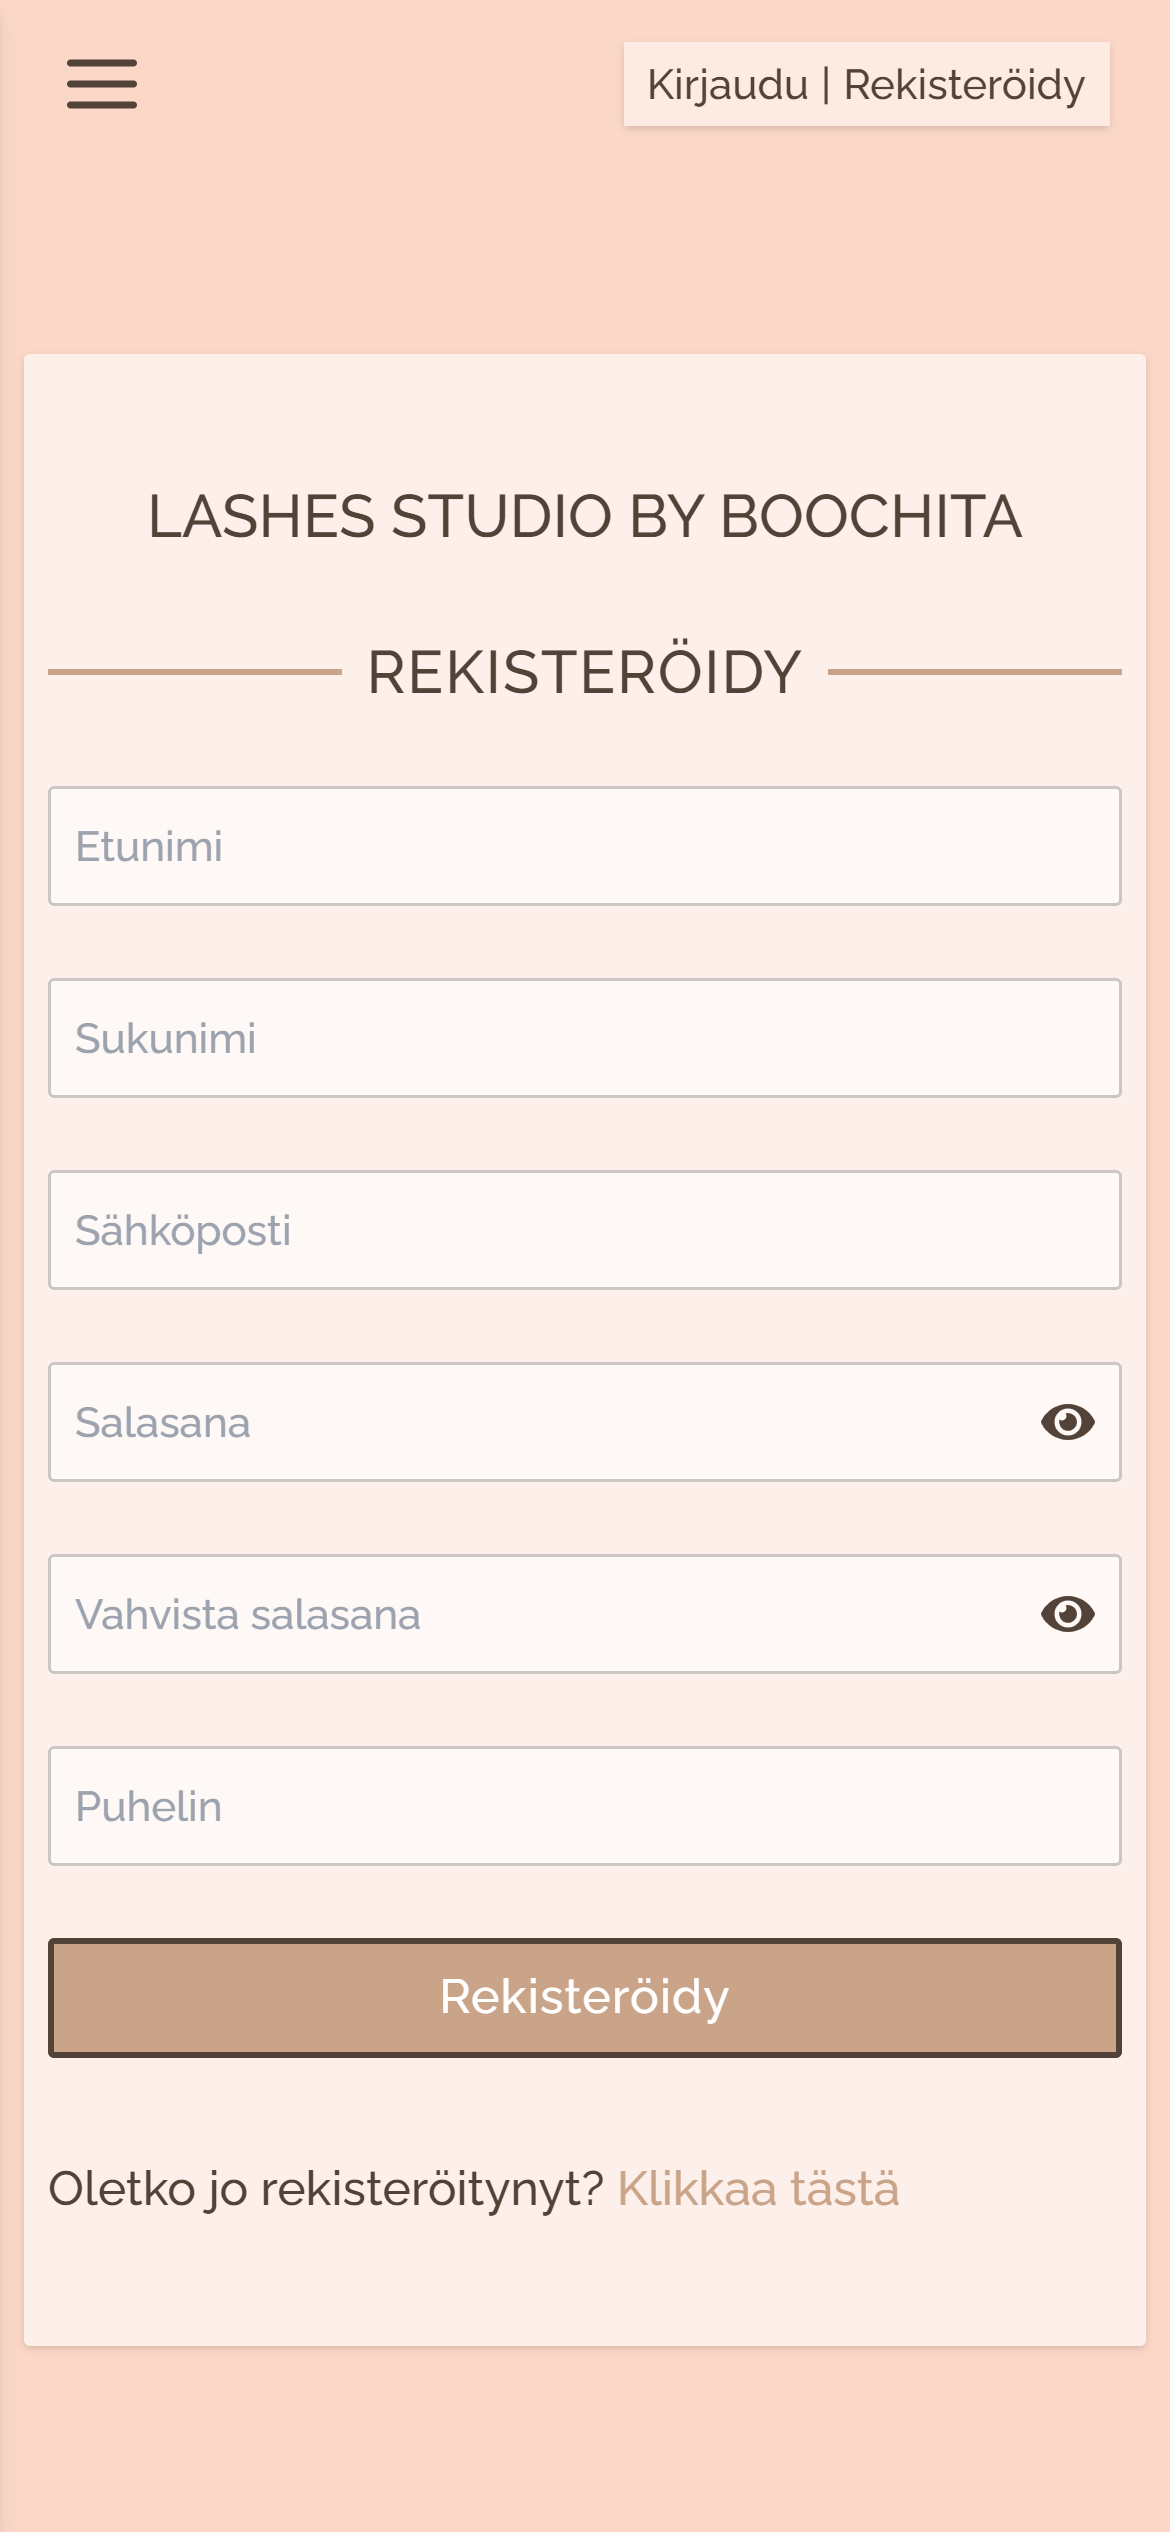 Kirjaudu | Rekisteröidy
LASHES STUDIO BY BOOCHITA
REKISTERÖIDY
Etunimi
Sukunimi
Sähköposti
Salasana
Vahvista salasana
Puhelin
Rekisteröidy
Oletko jo rekisteröitynyt? Klikkaa tästä